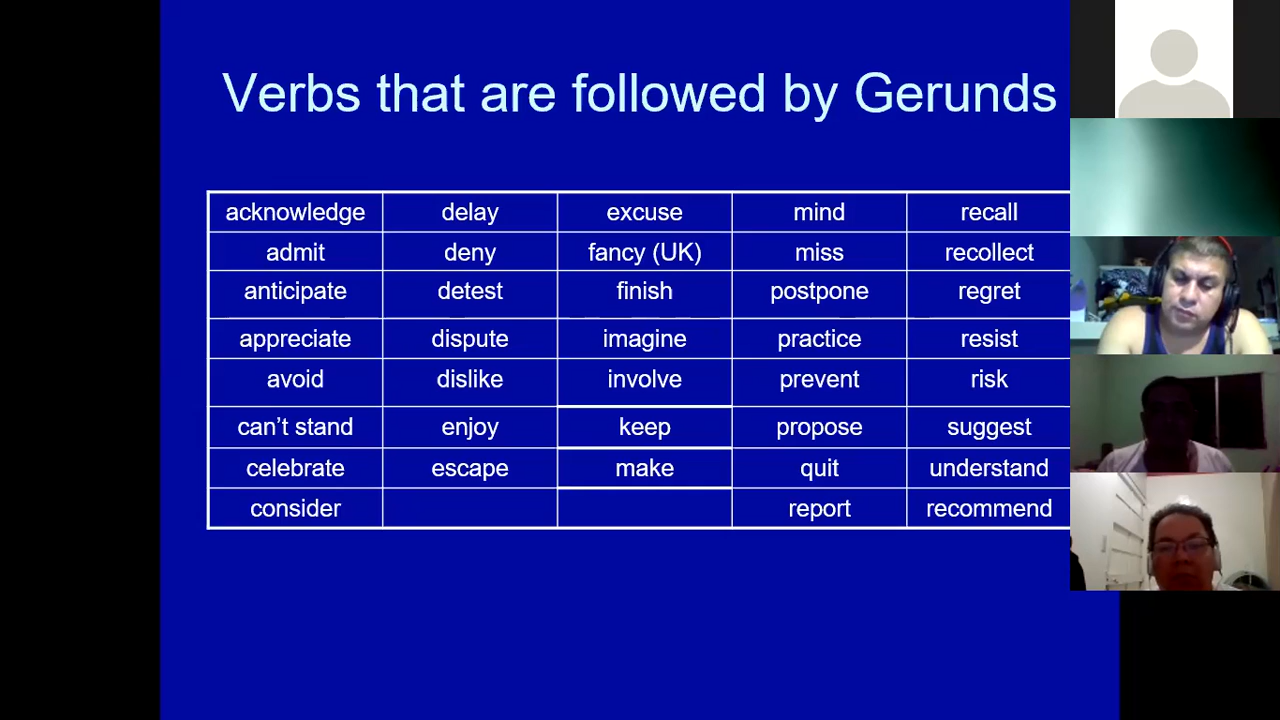 Verbs that are followed by Gerunds
acknowledge delay excuse mind recall
admit deny fancy (UK) miss recollect
anticipate detest finish postpone regret
appreciate dispute imagine practice resist
avoid dislike involve prevent risk
can’t stand enjoy keep propose suggest
celebrate escape make quit understand
consider report recommend